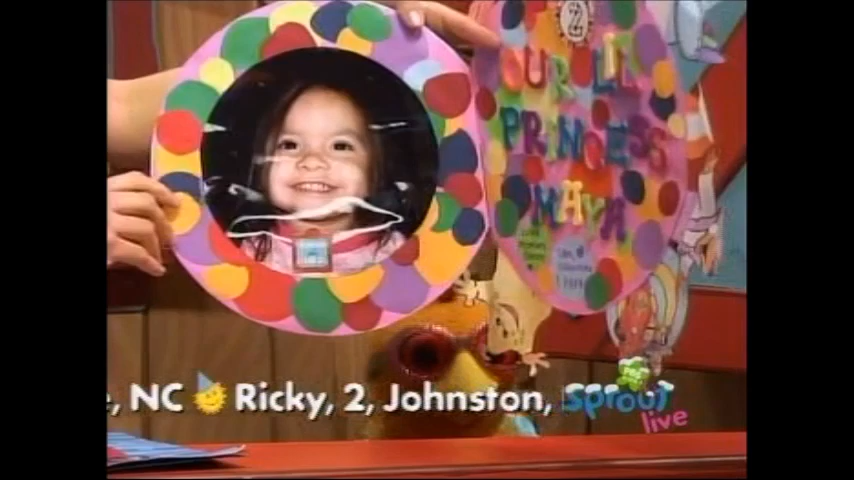 2
OUR LIL
PRINCESS
MAYA
, NC Ricky, 2, Johnston,
sprout
live